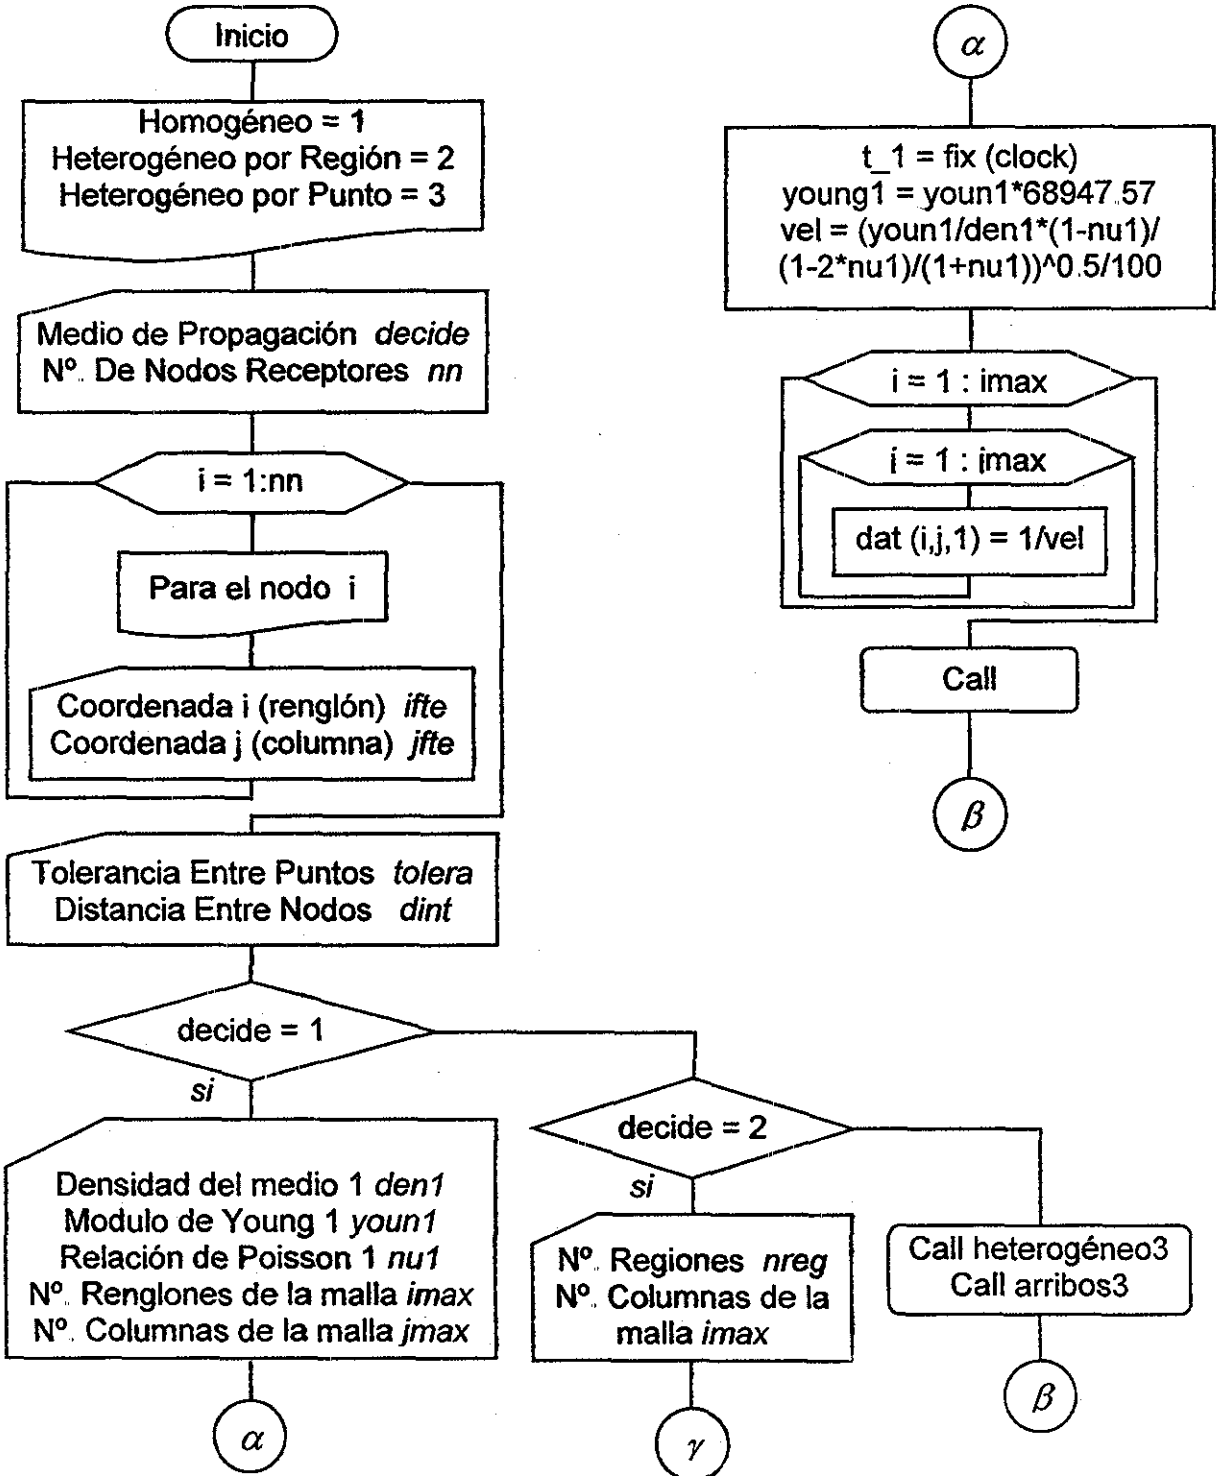 Inicio
Homogéneo = 1
Heterogéneo por Región = 2
Heterogéneo por Punto = 3
Medio de Propagación decide
Nº. De Nodos Receptores nn
i = 1:nn
Para el nodo i
Coordenada i (renglón) ifte
Coordenada j (columna) jfte
Tolerancia Entre Puntos tolera
Distancia Entre Nodos dint
decide = 1
si
Densidad del medio 1 den1
Modulo de Young 1 youn1
Relación de Poisson 1 nu1
Nº. Renglones de la malla imax
Nº. Columnas de la malla jmax
α
decide = 2
si
Nº. Regiones nreg
Nº. Columnas de la
malla imax
γ
Call heterogéneo3
Call arribos3
β
α
t_1 = fix (clock)
young1 = youn1*68947.57
vel = (youn1/den1*(1-nu1)/
(1-2*nu1)/(1+nu1))^0.5/100
i = 1 : imax
i = 1 : imax
dat (i,j,1) = 1/vel
Call
β